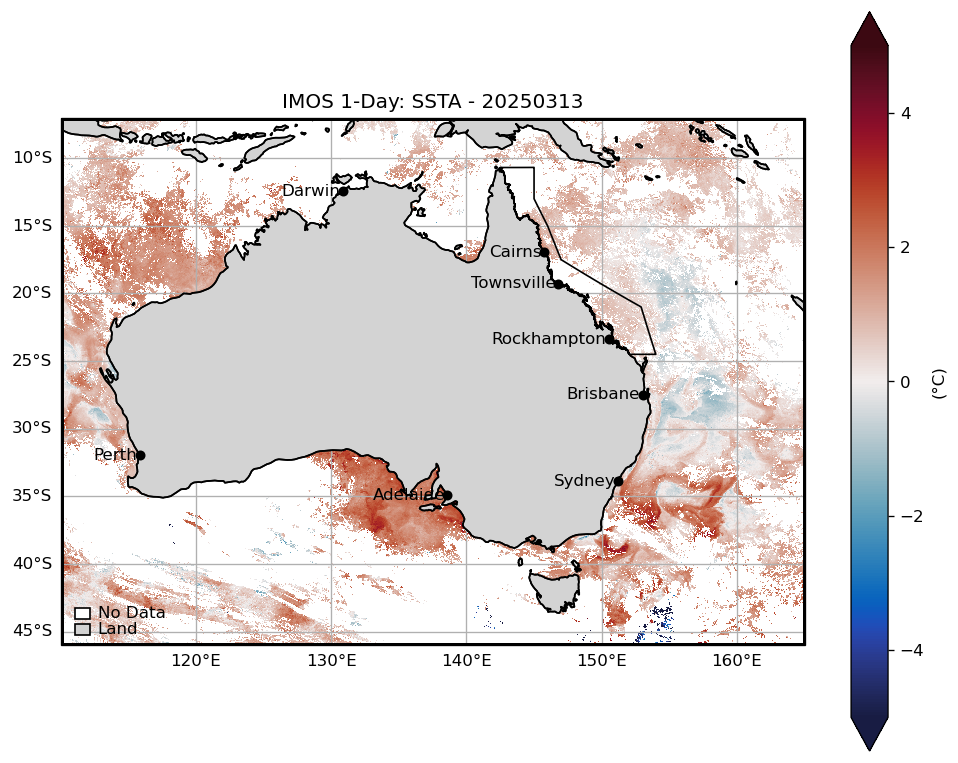 IMOS 1-Day: SSTA - 20250313
10°S
15°S
20°S
25°S
30°S
35°S
40°S
45°S
Darwin
Cairns
Townsville
Rockhampton
Brisbane
Perth
Sydney
Adelaide
No Data
Land
120°E 130°E 140°E 150°E 160°E
4
2
0
−2
−4
(°C)